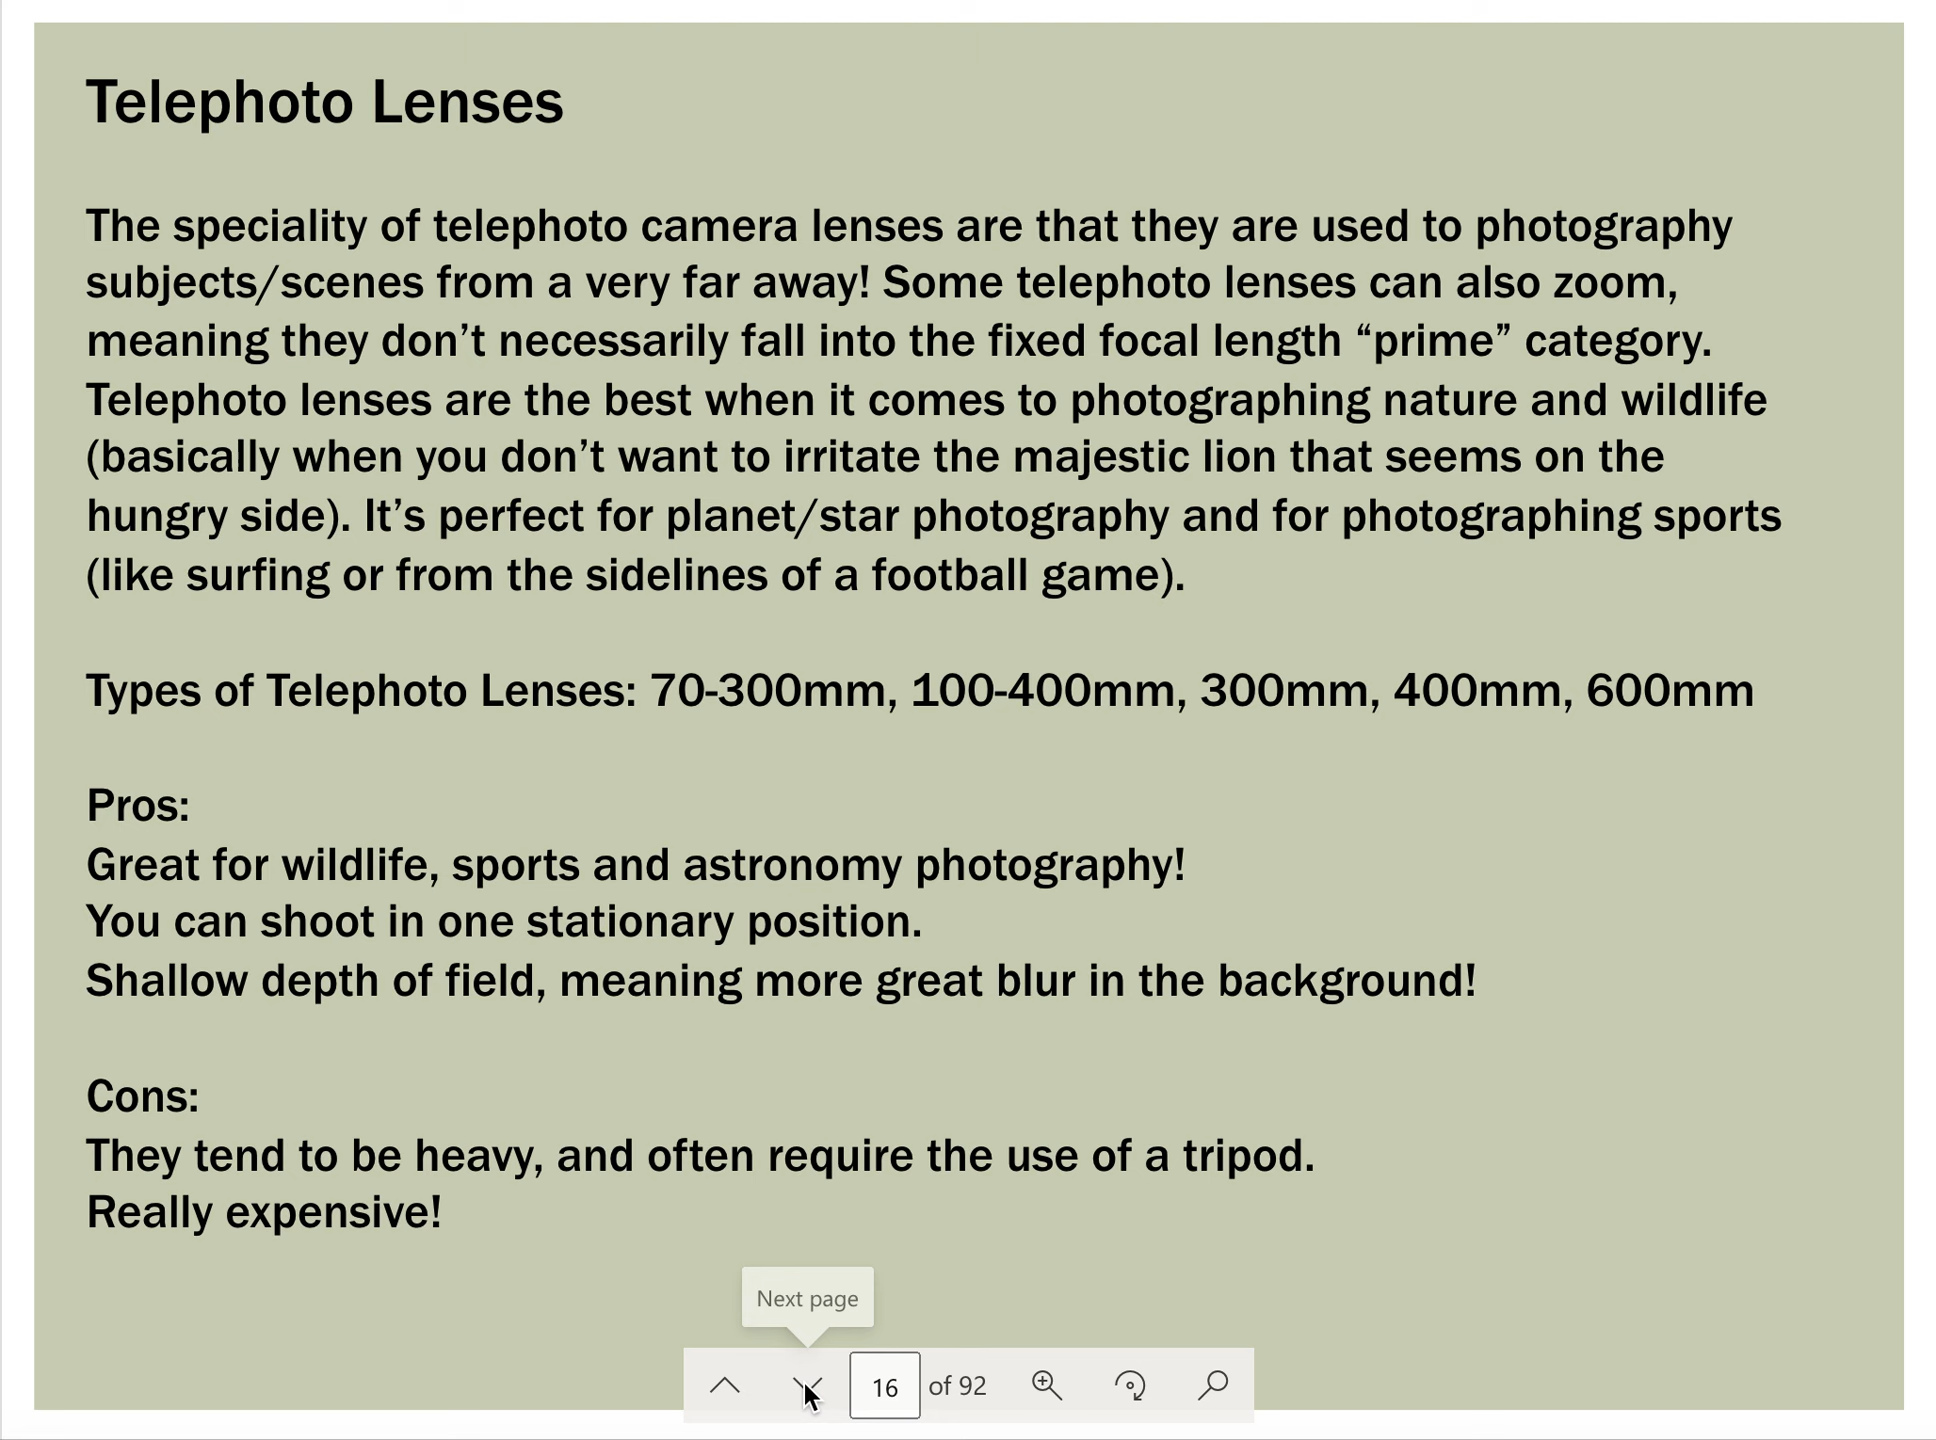 Telephoto Lenses
The speciality of telephoto camera lenses are that they are used to photography
subjects/scenes from a very far away! Some telephoto lenses can also zoom,
meaning they don’t necessarily fall into the fixed focal length “prime” category.
Telephoto lenses are the best when it comes to photographing nature and wildlife
(basically when you don’t want to irritate the majestic lion that seems on the
hungry side). It’s perfect for planet/star photography and for photographing sports
(like surfing or from the sidelines of a football game).
Types of Telephoto Lenses: 70-300mm, 100-400mm, 300mm, 400mm, 600mm
Pros:
Great for wildlife, sports and astronomy photography!
You can shoot in one stationary position.
Shallow depth of field, meaning more great blur in the background!
Cons:
They tend to be heavy, and often require the use of a tripod.
Really expensive!
Next page
16 of 92